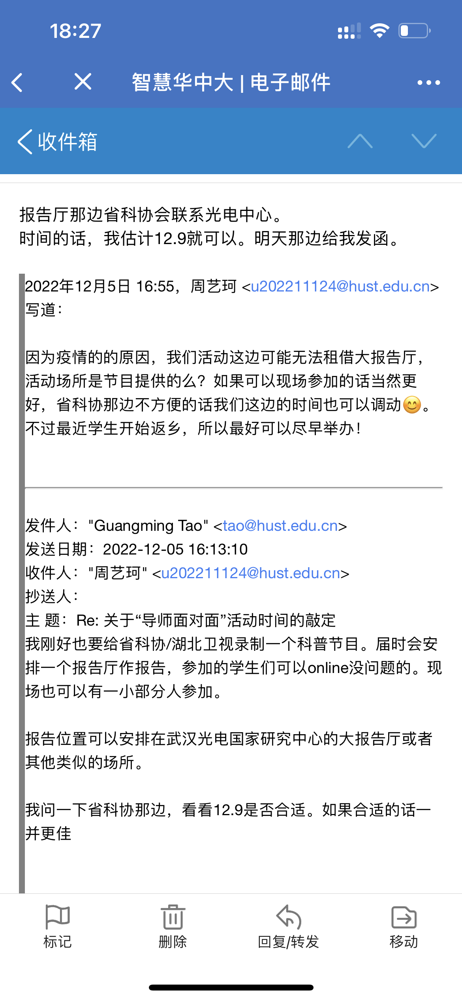 18:27
智慧华中大 | 电子邮件
收件箱
报告厅那边省科协会联系光电中心。
时间的话，我估计12.9就可以。明天那边给我发函。
2022年12月5日 16:55，周艺珂 <u202211124@hust.edu.cn>
写道：
因为疫情的的原因，我们活动这边可能无法租借大报告厅，
活动场所是节目提供的么？如果可以现场参加的话当然更
好，省科协那边不方便的话我们这边的时间也可以调动😊。
不过最近学生开始返乡，所以最好可以尽早举办！
发件人："Guangming Tao" <tao@hust.edu.cn>
发送日期：2022-12-05 16:13:10
收件人："周艺珂" <u202211124@hust.edu.cn>
抄送人：
主 题：Re: 关于“导师面对面”活动时间的敲定
我刚好也要给省科协/湖北卫视录制一个科普节目。届时会安
排一个报告厅作报告，参加的学生们可以online没问题的。现
场也可以有一小部分人参加。
报告位置可以安排在武汉光电国家研究中心的大报告厅或者
其他类似的场所。
我问一下省科协那边，看看12.9是否合适。如果合适的话一
并更佳
标记 删除 回复/转发 移动